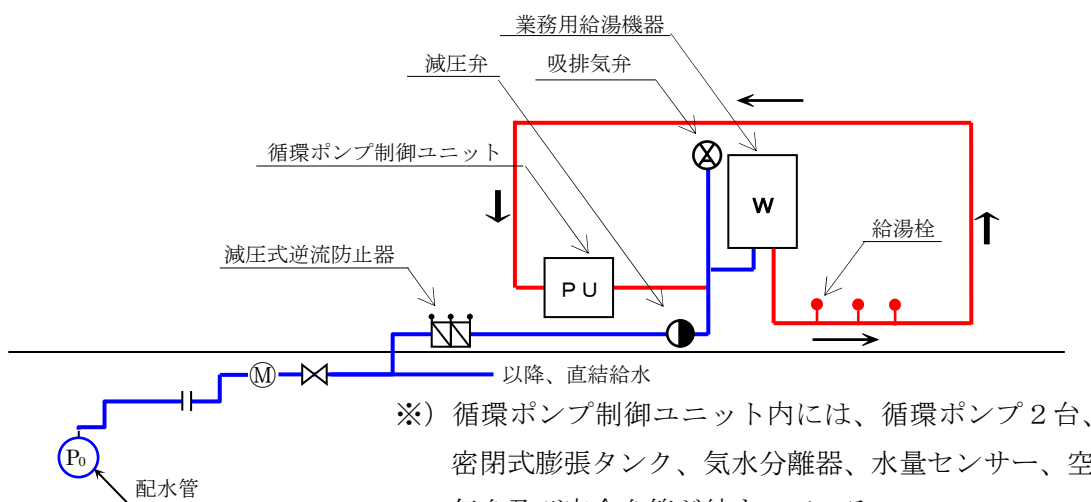 業務用給湯機器
減圧弁
吸排気弁
循環ポンプ制御ユニット
W
給湯栓
減圧式逆流防止器
PU
M
以降、直結給水
※）循環ポンプ制御ユニット内には、循環ポンプ２台、
密閉式膨張タンク、気水分離器、水量センサー、空
P0
配水管